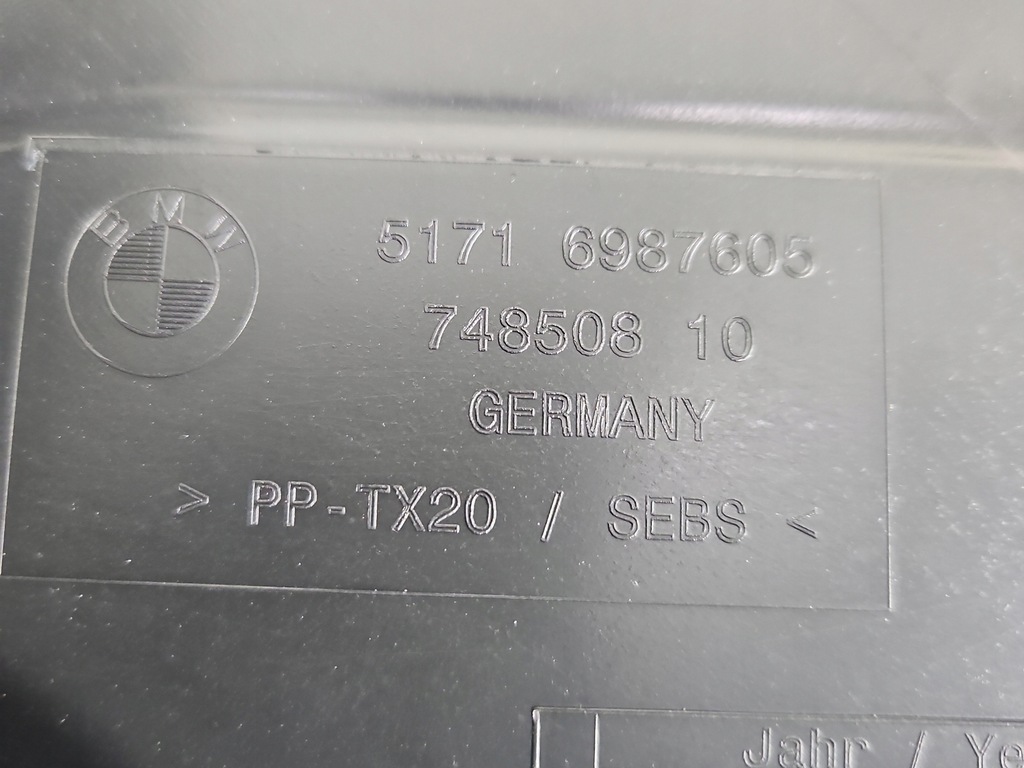 BMW
5171 6987605
748508 10
GERMANY
> PP-TX20 / SEBS <
Jahr / Ye